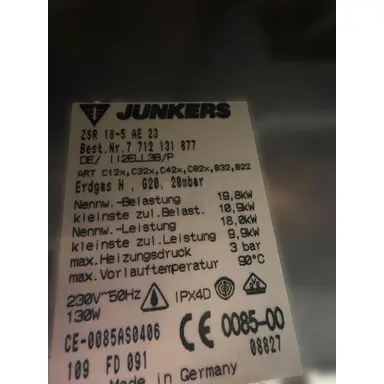 JUNKERS
ZSR 18-5 AE 23
Best.Nr.7 712 131 877
DE/ II2ELL3B/P
ART C12x,C32x,C42x,C82x,B32,B22
Erdgas H , G20, 20mbar
Nennw.-Belastung 19,8kW
kleinste zul.Belast. 10,9kW
Nennw.-Leistung 18,0kW
kleinste zul.Leistung 9,9kW
max.Heizungsdruck 3 bar
max.Vorlauftemperatur 90°C
230V~50Hz IPX4D
130W
CE-0085AS0406 CE 0085-00
109 FD 091 08827
Made in Germany